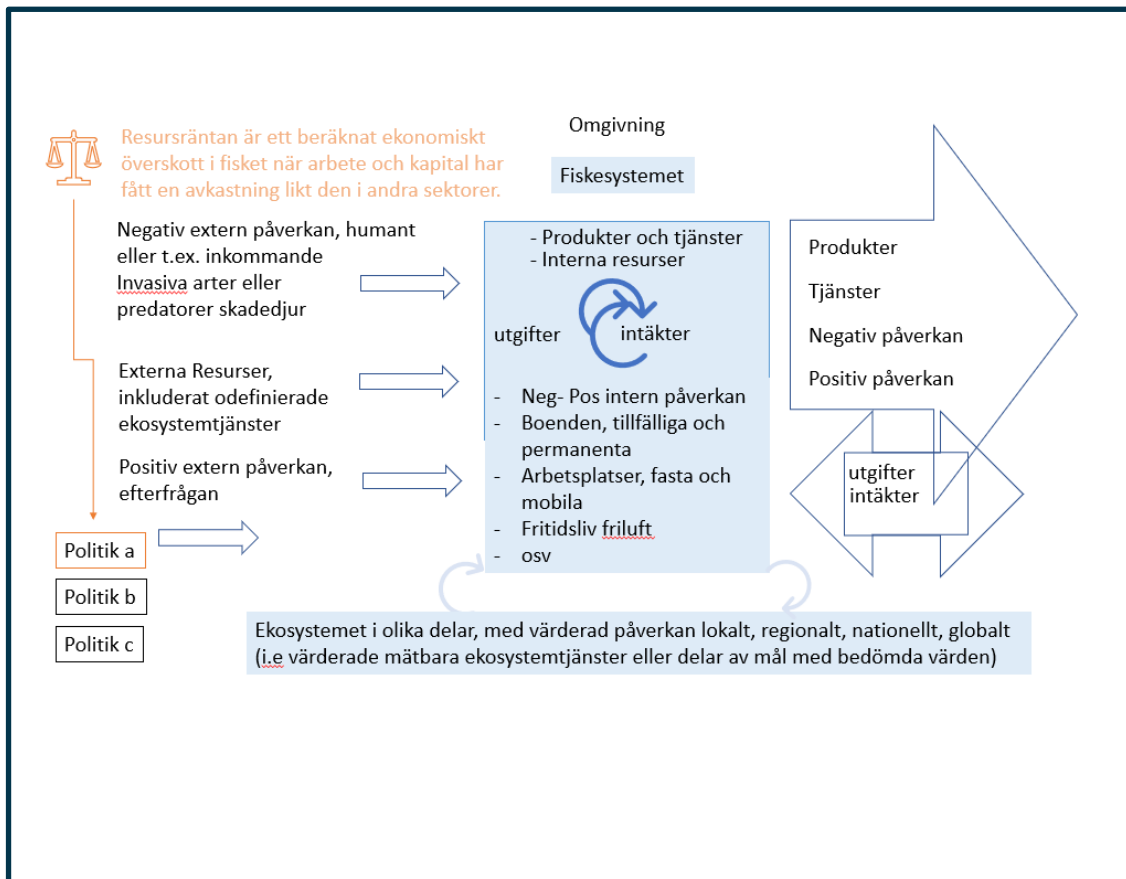 Resursräntan är ett beräknat ekonomiskt
överskott i fisket när arbete och kapital har
fått en avkastning likt den i andra sektorer.
Omgivning
Fiskesystemet
Negativ extern påverkan, humant
eller t.ex. inkommande
Invasiva arter eller
predatorer skadedjur
Externa Resurser,
inkluderat odefinierade
ekosystemtjänster
Positiv extern påverkan,
efterfrågan
Politik a
Politik b
Politik c
- Produkter och tjänster
- Interna resurser
utgifter
intäkter
- Neg- Pos intern påverkan
- Boenden, tillfälliga och
permanenta
- Arbetsplatser, fasta och
mobila
- Fritidsliv friluft
- osv
Produkter
Tjänster
Negativ påverkan
Positiv påverkan
utgifter
intäkter
Ekosystemet i olika delar, med värderad påverkan lokalt, regionalt, nationellt, globalt
(i.e värderade mätbara ekosystemtjänster eller delar av mål med bedömda värden)